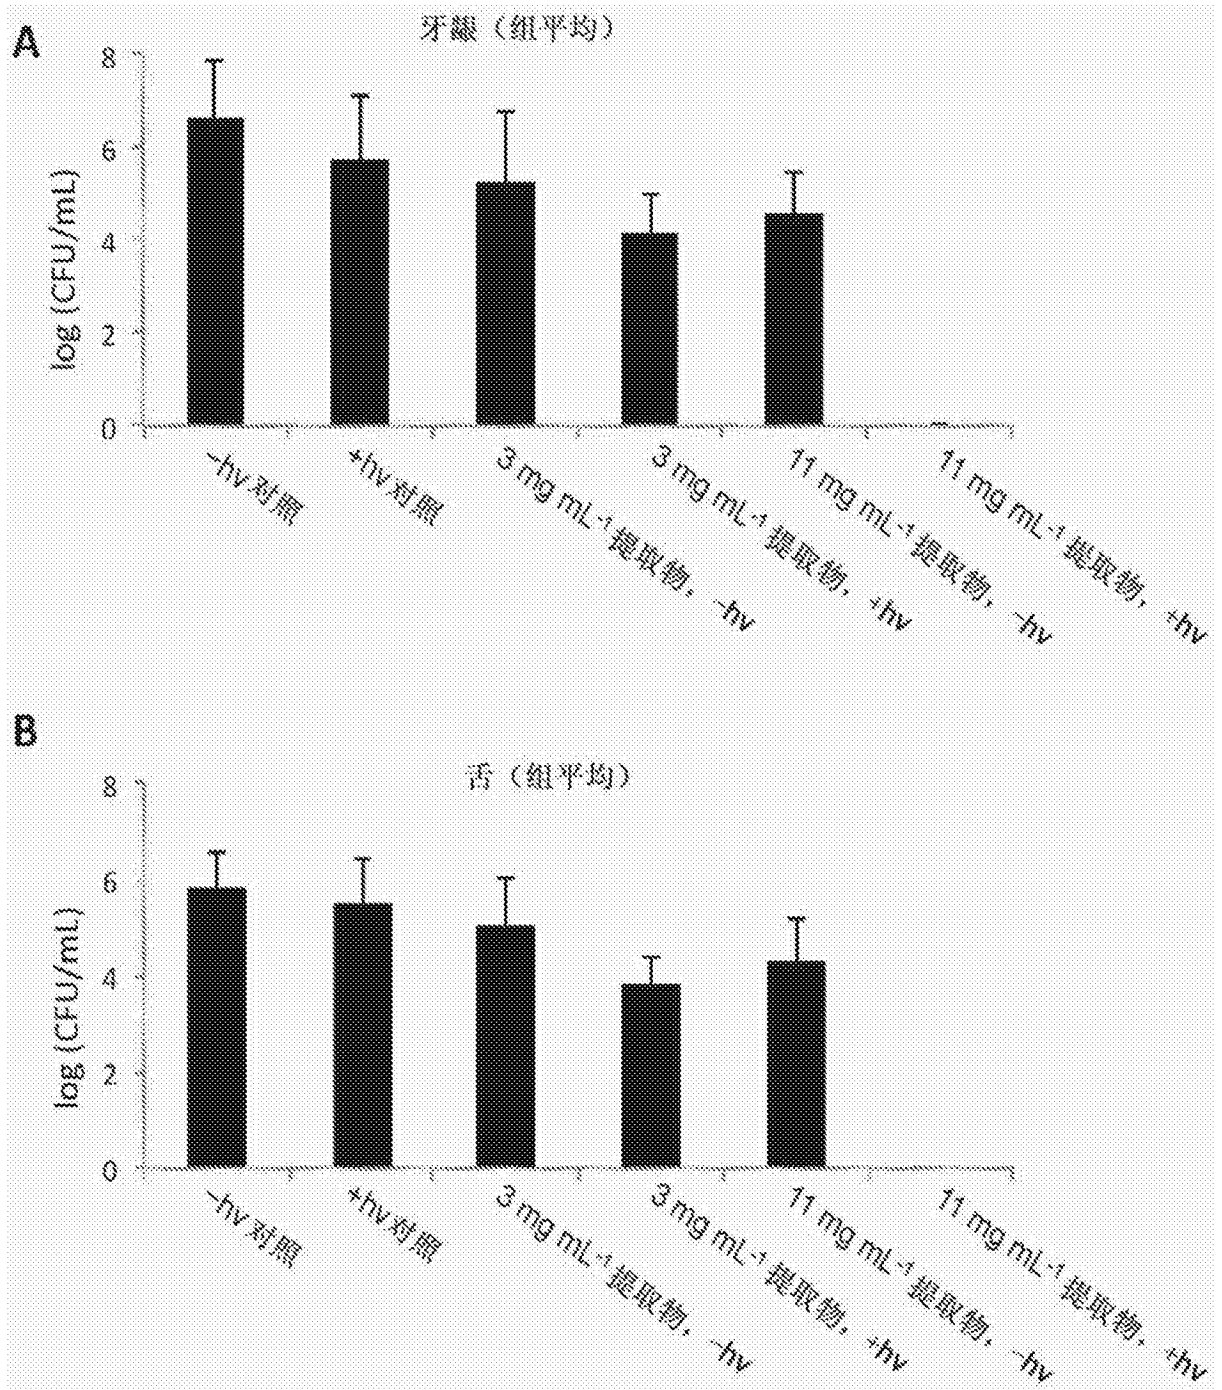 A
牙龈（组平均）
8
6
4
2
0
log (CFU/mL)
-hv 对照
+hv 对照
3 mg mL⁻¹ 提取物，-hv
3 mg mL⁻¹ 提取物，+hv
11 mg mL⁻¹ 提取物，-hv
11 mg mL⁻¹ 提取物，+hv
B
舌（组平均）
8
6
4
2
0
log (CFU/mL)
-hv 对照
+hv 对照
3 mg mL⁻¹ 提取物，-hv
3 mg mL⁻¹ 提取物，+hv
11 mg mL⁻¹ 提取物，-hv
11 mg mL⁻¹ 提取物，+hv